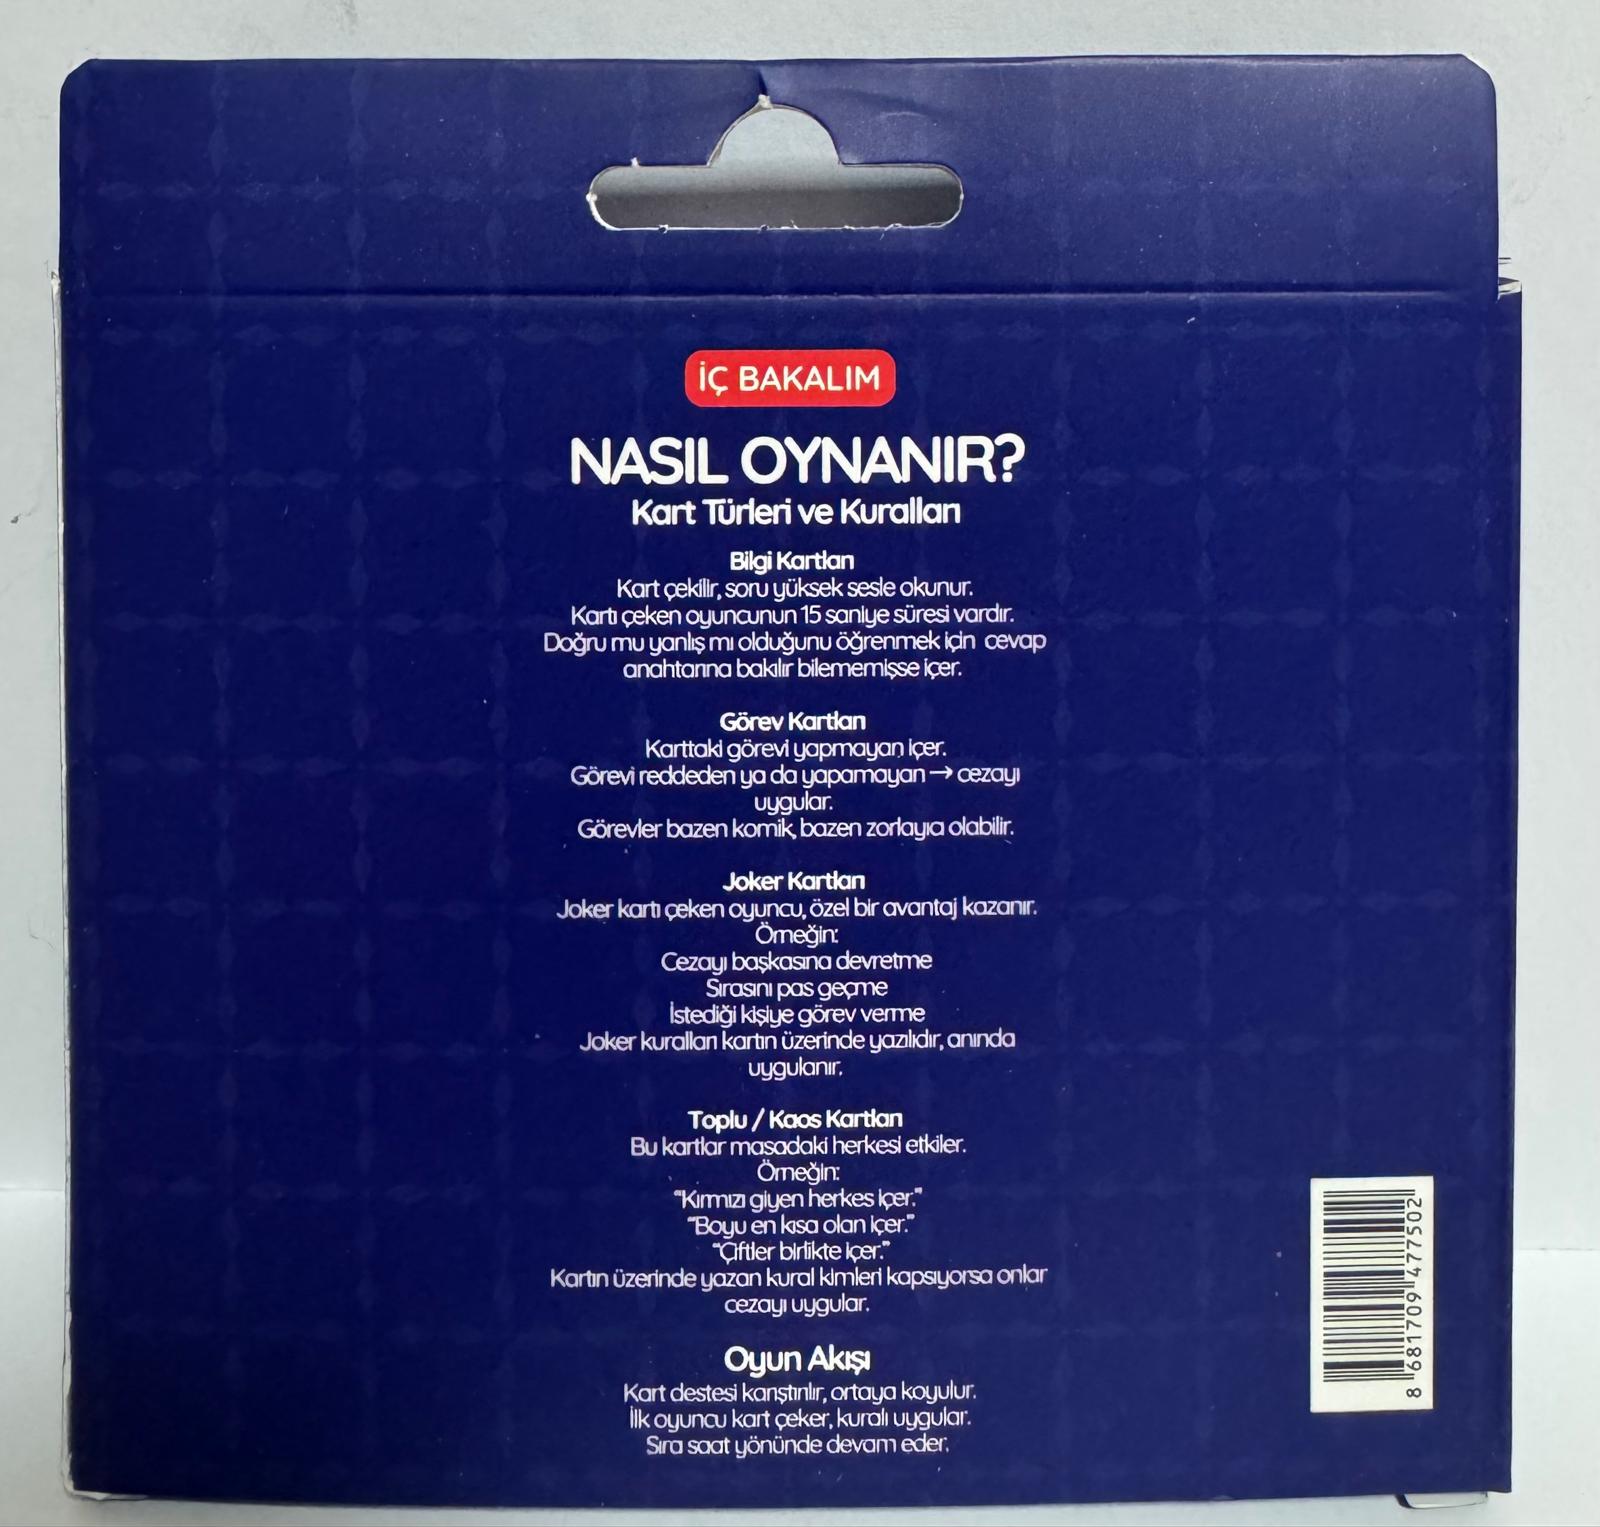 İÇ BAKALIM
NASIL OYNANIR?
Kart Türleri ve Kuralları
Bilgi Kartları
Kart çekilir, soru yüksek sesle okunur.
Kartı çeken oyuncunun 15 saniye süresi vardır.
Doğru mu yanlış mı olduğunu öğrenmek için cevap
anahtarına bakılır bilememişse içer.
Görev Kartları
Karttaki görevi yapmayan içer.
Görevi reddeden ya da yapamayan → cezayı
uygular.
Görevler bazen komik, bazen zorlayıcı olabilir.
Joker Kartları
Joker kartı çeken oyuncu, özel bir avantaj kazanır.
Örneğin:
Cezayı başkasına devretme
Sırasını pas geçme
İstediği kişiye görev verme
Joker kuralları kartın üzerinde yazılıdır, anında
uygulanır.
Toplu / Kaos Kartları
Bu kartlar masadaki herkesi etkiler.
Örneğin:
“Kırmızı giyen herkes içer.”
“Boyu en kısa olan içer.”
“Çiftler birlikte içer.”
Kartın üzerinde yazan kural kimleri kapsıyorsa onlar
cezayı uygular.
Oyun Akışı
Kart destesi karıştırılır, ortaya koyulur.
İlk oyuncu kart çeker, kuralı uygular.
Sıra saat yönünde devam eder.
8 681709 477502